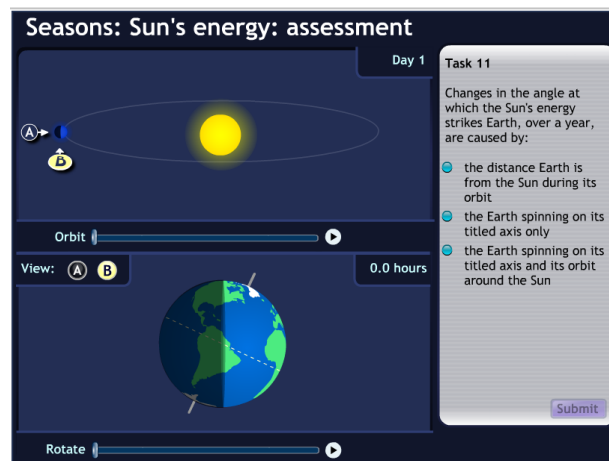 Seasons: Sun's energy: assessment
Day 1
A
B
Orbit
View: A B
0.0 hours
Rotate
Task 11
Changes in the angle at
which the Sun's energy
strikes Earth, over a year,
are caused by:
the distance Earth is
from the Sun during its
orbit
the Earth spinning on its
titled axis only
the Earth spinning on its
titled axis and its orbit
around the Sun
Submit